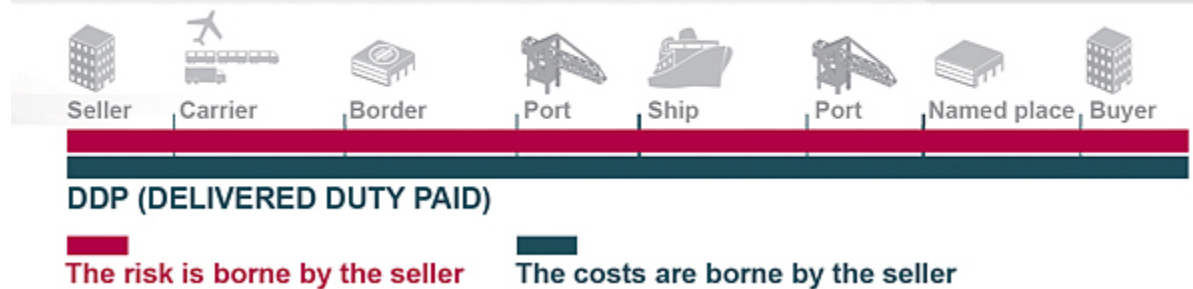 Seller Carrier Border Port Ship Port Named place Buyer
DDP (DELIVERED DUTY PAID)
The risk is borne by the seller The costs are borne by the seller